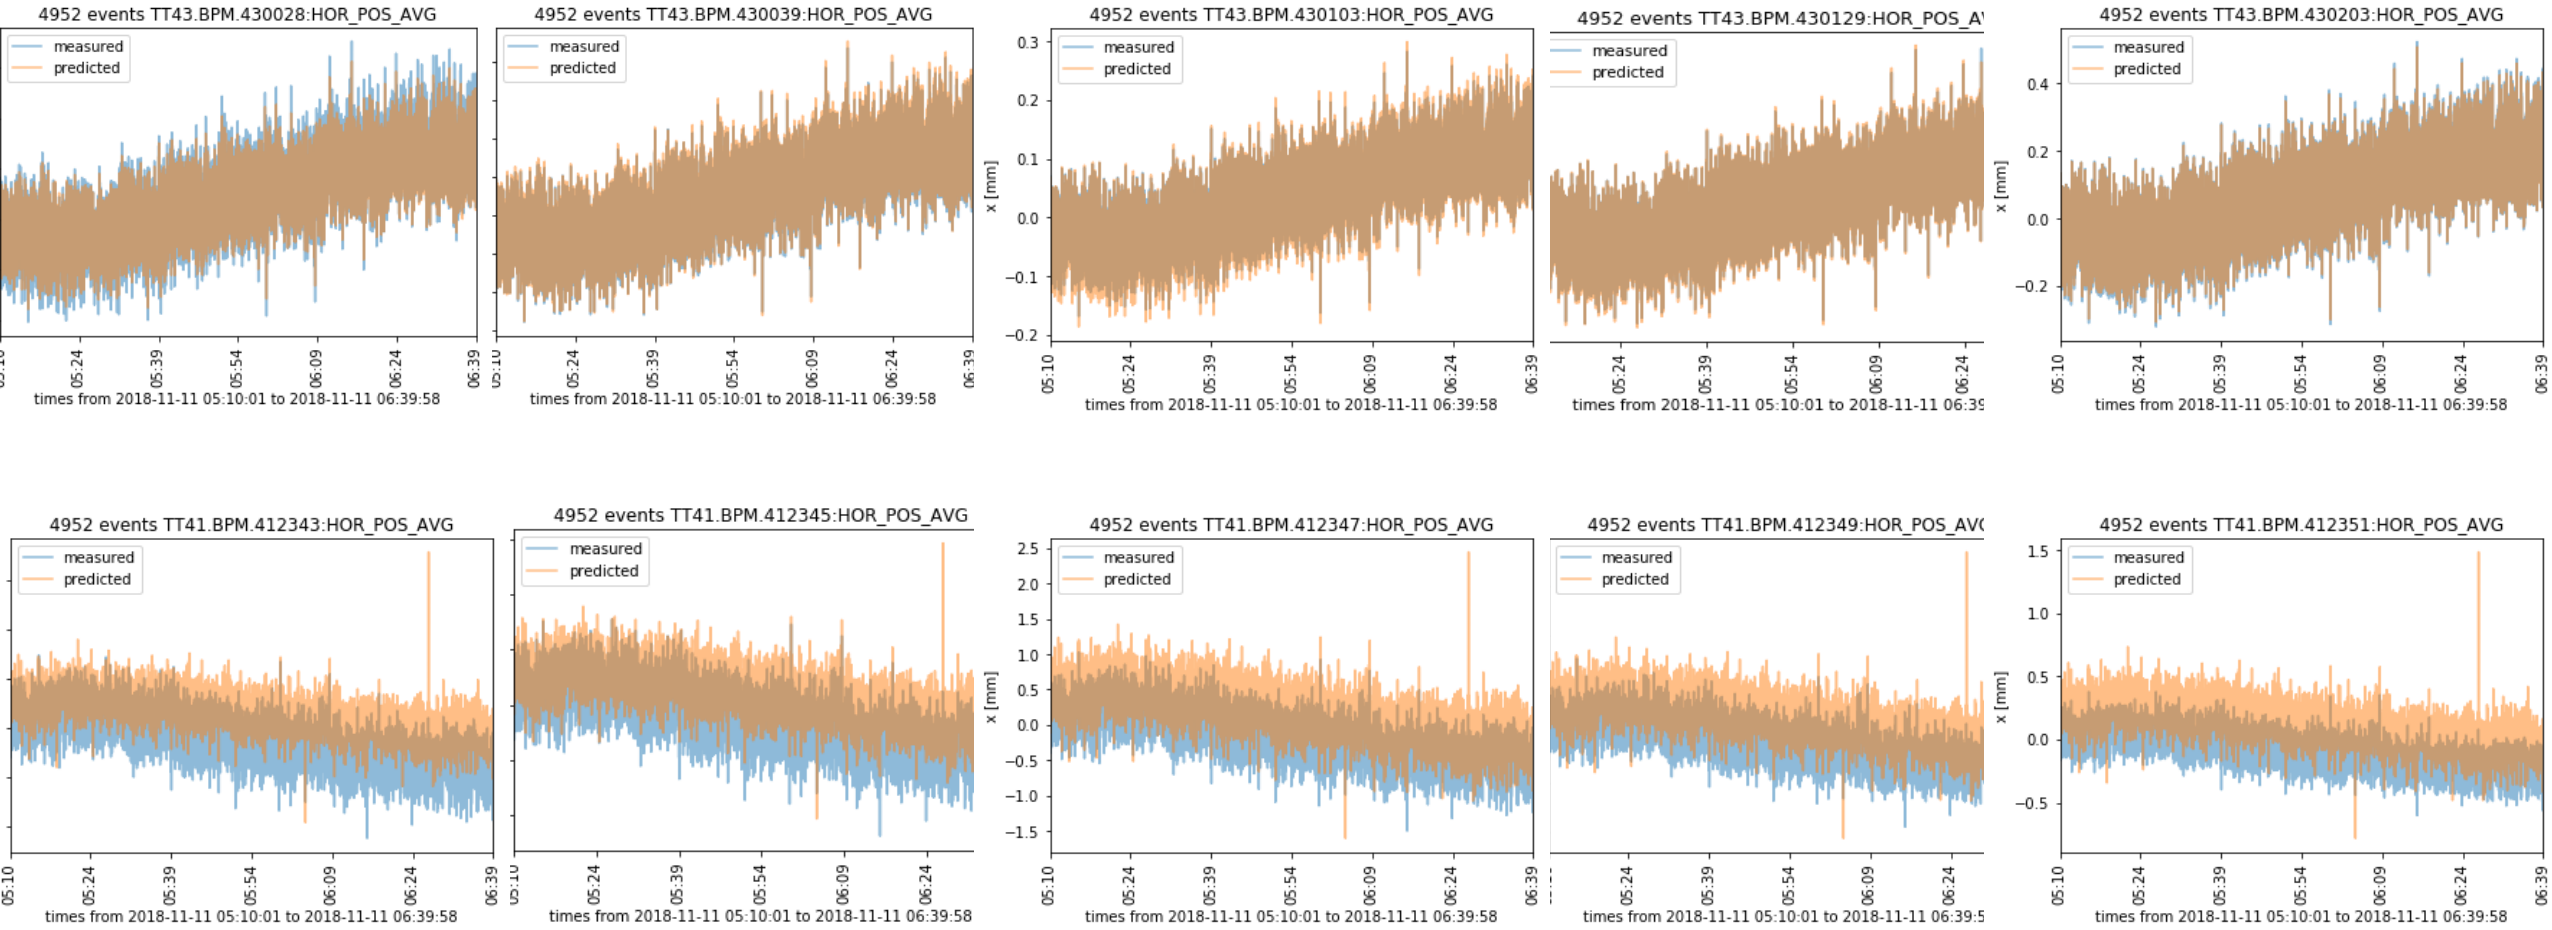 4952 events TT43.BPM.430028:HOR_POS_AVG
measured
predicted
05:24
05:39
05:54
06:09
06:24
06:39
times from 2018-11-11 05:10:01 to 2018-11-11 06:39:58
4952 events TT43.BPM.430039:HOR_POS_AVG
measured
predicted
05:10
05:24
05:39
05:54
06:09
06:24
06:39
times from 2018-11-11 05:10:01 to 2018-11-11 06:39:58
4952 events TT43.BPM.430103:HOR_POS_AVG
measured
predicted
x [mm]
0.3
0.2
0.1
0.0
−0.1
−0.2
05:10
05:24
05:39
05:54
06:09
06:24
06:39
times from 2018-11-11 05:10:01 to 2018-11-11 06:39:58
4952 events TT43.BPM.430129:HOR_POS_A
measured
predicted
05:24
05:39
05:54
06:09
06:24
times from 2018-11-11 05:10:01 to 2018-11-11 06:39
4952 events TT43.BPM.430203:HOR_POS_AVG
measured
predicted
x [mm]
0.4
0.2
0.0
−0.2
05:10
05:24
05:39
05:54
06:09
06:24
06:39
times from 2018-11-11 05:10:01 to 2018-11-11 06:39:58
4952 events TT41.BPM.412343:HOR_POS_AVG
measured
predicted
05:10
05:24
05:39
05:54
06:09
06:24
06:39
times from 2018-11-11 05:10:01 to 2018-11-11 06:39:58
4952 events TT41.BPM.412345:HOR_POS_AVG
measured
predicted
05:10
05:24
05:39
05:54
06:09
06:24
times from 2018-11-11 05:10:01 to 2018-11-11 06:39:58
4952 events TT41.BPM.412347:HOR_POS_AVG
measured
predicted
x [mm]
2.5
2.0
1.5
1.0
0.5
0.0
−0.5
−1.0
−1.5
05:10
05:24
05:39
05:54
06:09
06:24
06:39
times from 2018-11-11 05:10:01 to 2018-11-11 06:39:58
4952 events TT41.BPM.412349:HOR_POS_AV
measured
predicted
05:24
05:39
05:54
06:09
06:24
times from 2018-11-11 05:10:01 to 2018-11-11 06:39:5
4952 events TT41.BPM.412351:HOR_POS_AVG
measured
predicted
x [mm]
1.5
1.0
0.5
0.0
−0.5
05:10
05:24
05:39
05:54
06:09
06:24
06:39
times from 2018-11-11 05:10:01 to 2018-11-11 06:39:58